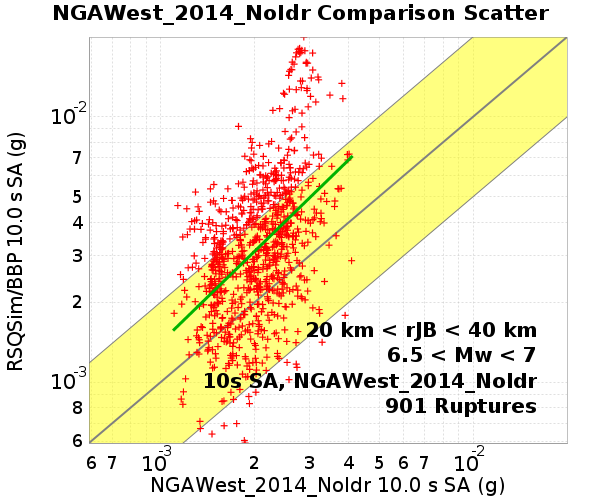 NGAWest_2014_NoIdr Comparison Scatter
RSQSim/BBP 10.0 s SA (g)
10-2
7
5
4
3
2
10-3
8
6
20 km < rJB < 40 km
6.5 < Mw < 7
10s SA, NGAWest_2014_NoIdr
901 Ruptures
6 7 10-3 2 3 4 5 6 7 10-2
NGAWest_2014_NoIdr 10.0 s SA (g)